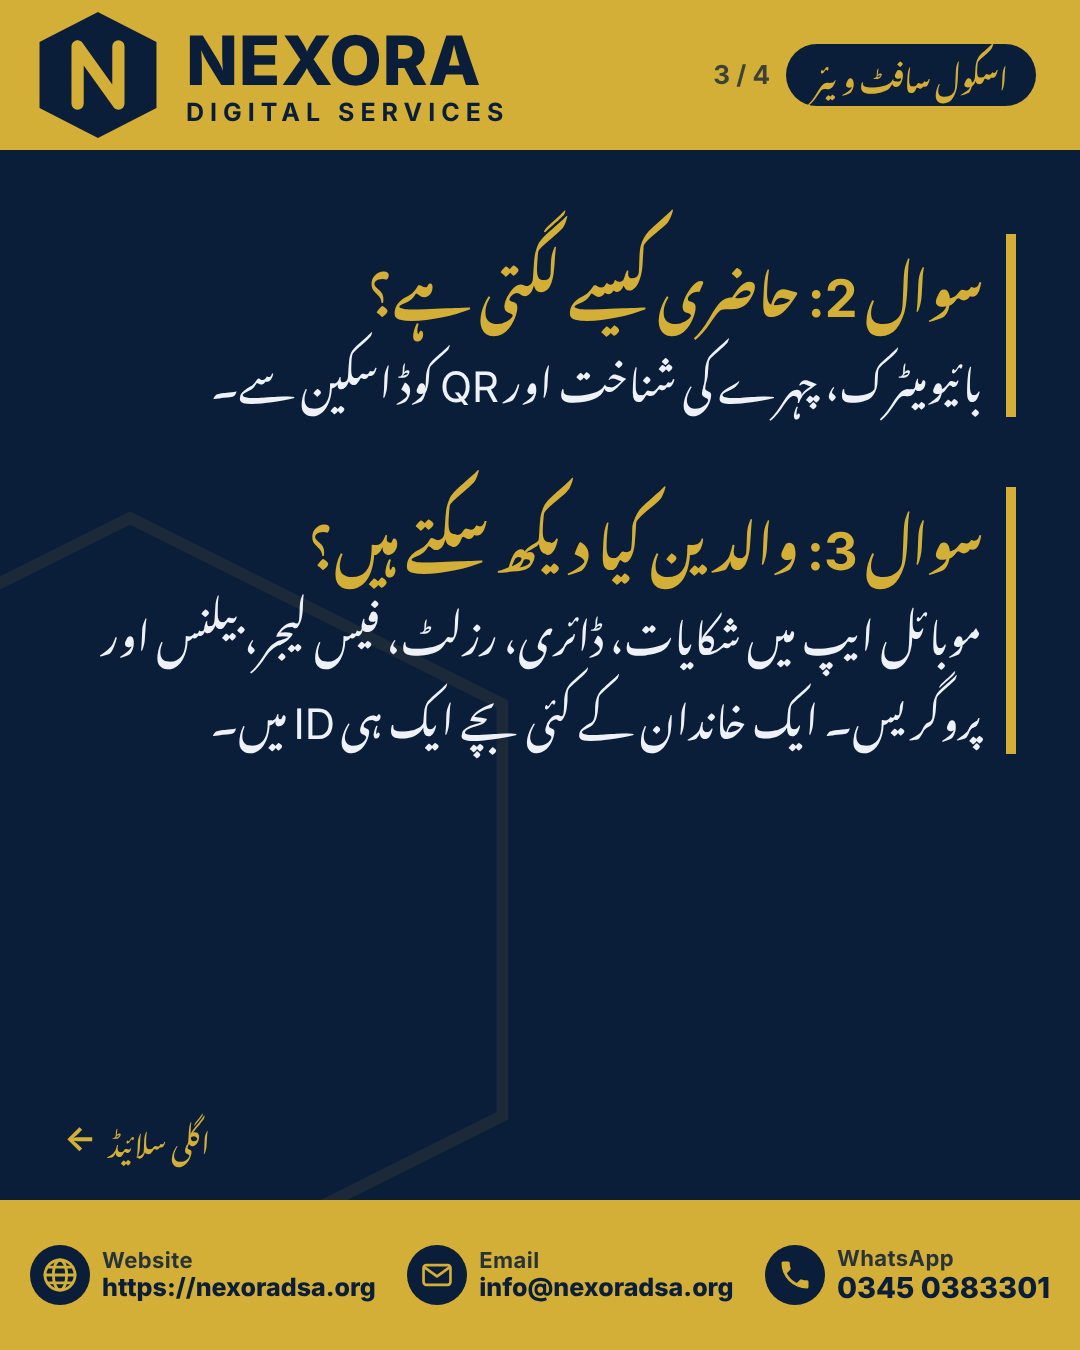 NEXORA
DIGITAL SERVICES
3 / 4
اسکول سافٹ ویئر
سوال 2: حاضری کیسے لگتی ہے؟
بائیومیٹرک، چہرے کی شناخت اور QR کوڈ اسکین سے۔
سوال 3: والدین کیا دیکھ سکتے ہیں؟
موبائل ایپ میں شکایات، ڈائری، رزلٹ، فیس لیجر، بیلنس اور
پروگریس۔ ایک خاندان کے کئی بچے ایک ہی ID میں۔
اگلی سلائیڈ ←
Website
https://nexoradsa.org
Email
info@nexoradsa.org
WhatsApp
0345 0383301